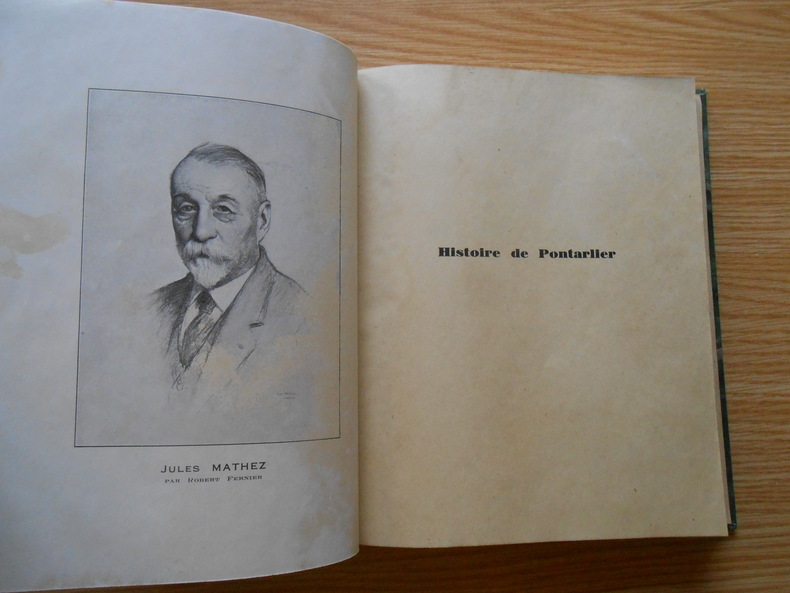 JULES MATHEZ
PAR ROBERT FERNIER
Histoire de Pontarlier